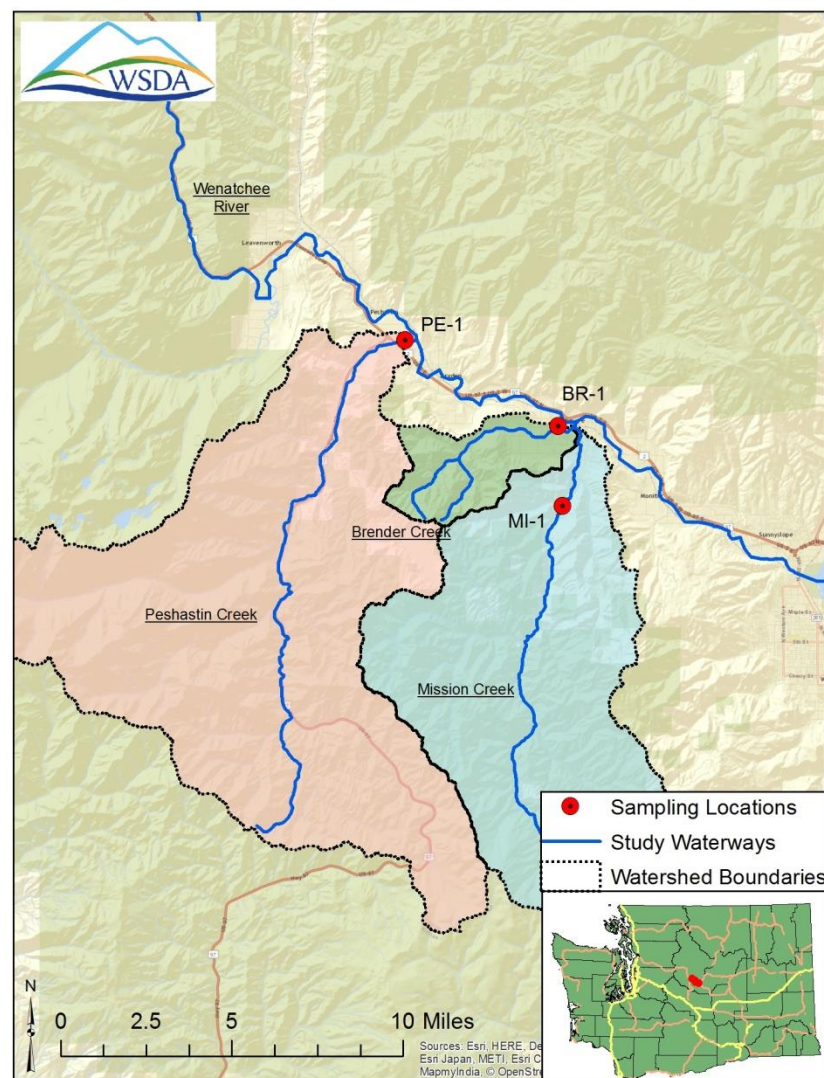 WSDA
Wenatchee
River
Leavenworth
PE-1
BR-1
MI-1
Brender Creek
Peshastin Creek
Mission Creek
Sunnyslope
Sampling Locations
Study Waterways
Watershed Boundaries
N
0 2.5 5 10 Miles
Sources: Esri, HERE, De
Esri Japan, METI, Esri C
MapmyIndia, © OpenStre